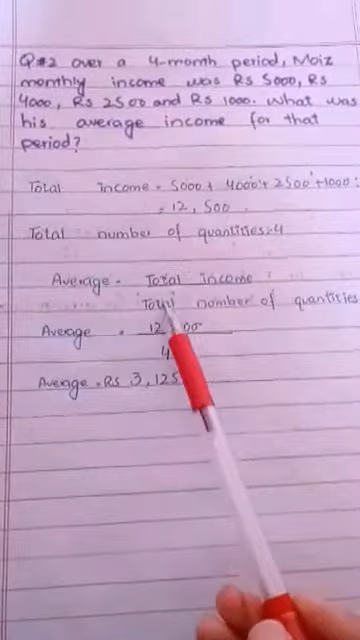 Q#2 over a 4-month period, Moiz
monthly income was Rs 5000, Rs
4000, Rs 2500 and Rs 1000. What was
his average income for that
period?
Total income = 5000 + 4000 + 2500 + 1000 :
= 12,500
Total number of quantities = 4
Average = Total income
Total number of quantities
Average = 12 00
4
Average = Rs 3,125